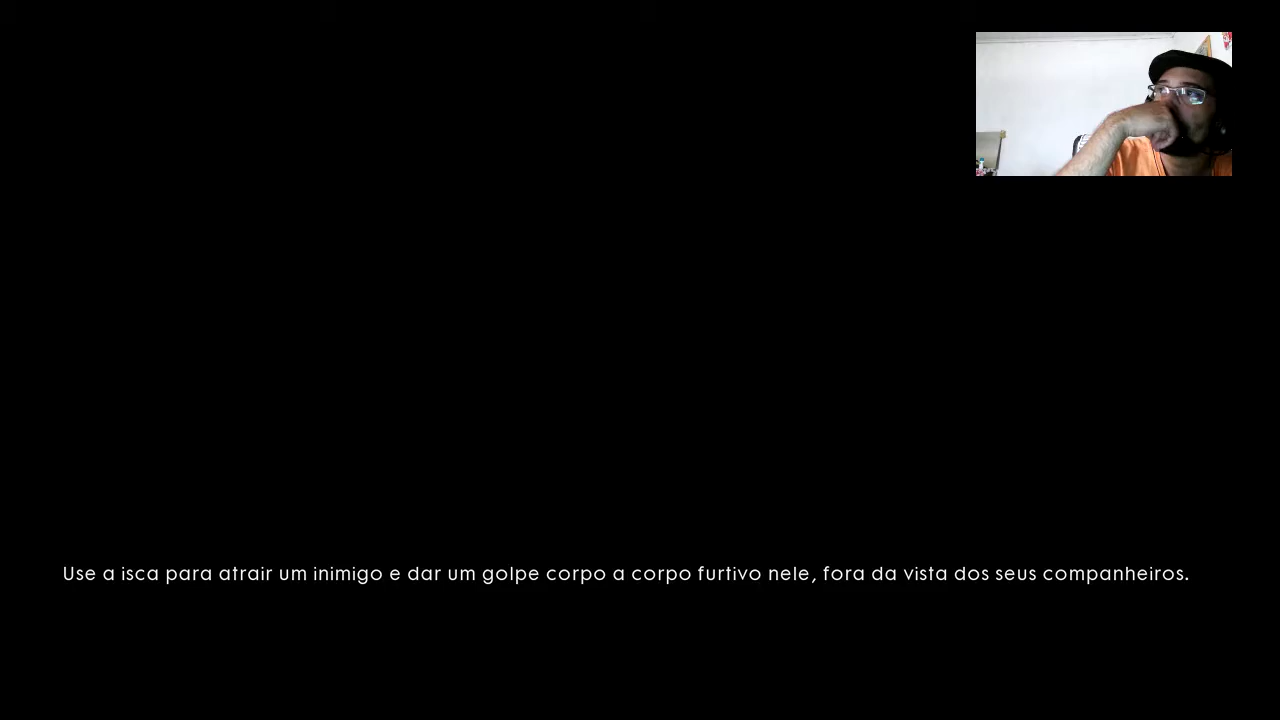 Use a isca para atrair um inimigo e dar um golpe corpo a corpo furtivo nele, fora da vista dos seus companheiros.